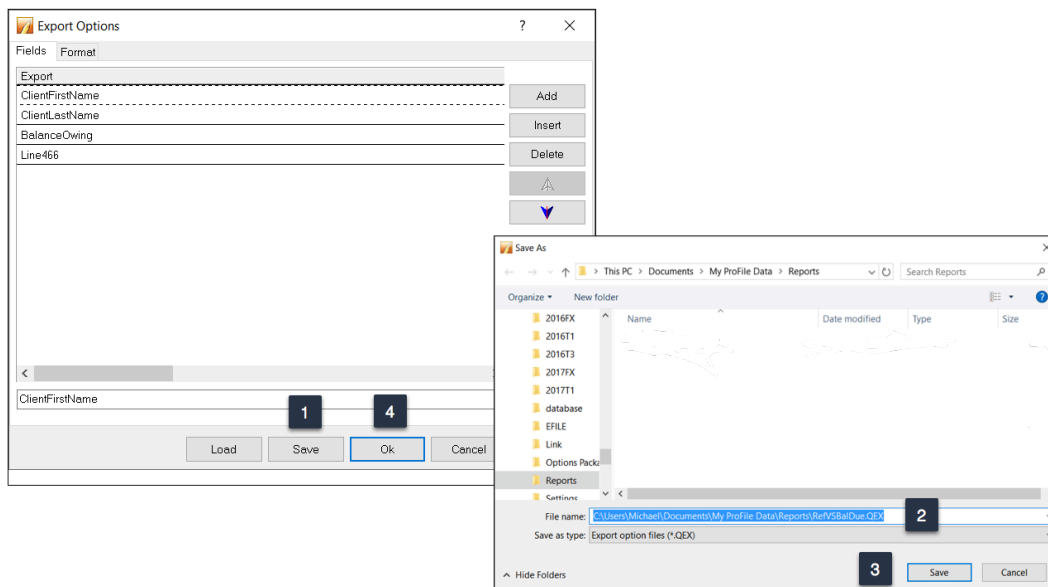 Export Options
?
Fields Format
Export
ClientFirstName
ClientLastName
BalanceOwing
Line466
Add
Insert
Delete
ClientFirstName
1
4
Load Save Ok Cancel
Save As
This PC > Documents > My ProFile Data > Reports
Search Reports
Organize New folder
?
Name Date modified Type Size
2016FX
2016T1
2016T3
2017FX
2017T1
database
EFILE
Link
Options Packa
Reports
Settings
File name: C:\Users\Michael\Documents\My ProFile Data\Reports\RefVSBalDue.QEX
2
Save as type: Export option files (*.QEX)
Hide Folders
3
Save Cancel